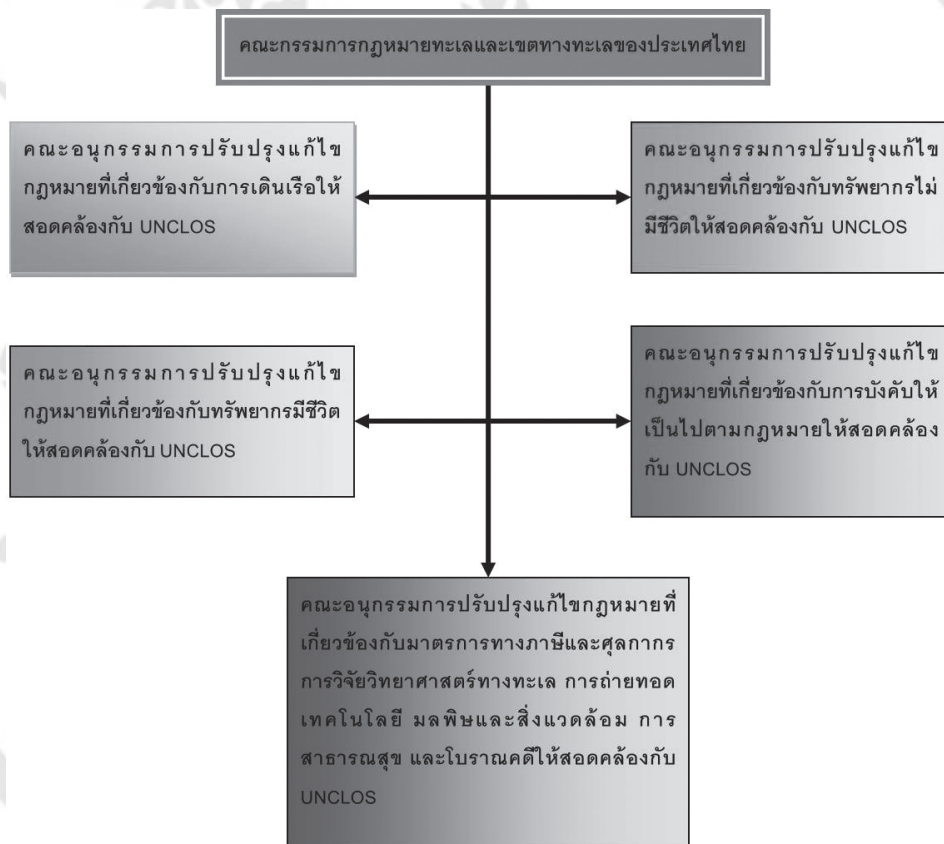 คณะกรรมการกฎหมายทะเลและเขตทางทะเลของประเทศไทย
คณะอนุกรรมการปรับปรุงแก้ไข
กฎหมายที่เกี่ยวข้องกับการเดินเรือให้
สอดคล้องกับ UNCLOS
คณะอนุกรรมการปรับปรุงแก้ไข
กฎหมายที่เกี่ยวข้องกับทรัพยากรไม่
มีชีวิตให้สอดคล้องกับ UNCLOS
คณะอนุกรรมการปรับปรุงแก้ไข
กฎหมายที่เกี่ยวข้องกับทรัพยากรมีชีวิต
ให้สอดคล้องกับ UNCLOS
คณะอนุกรรมการปรับปรุงแก้ไข
กฎหมายที่เกี่ยวข้องกับการบังคับให้
เป็นไปตามกฎหมายให้สอดคล้อง
กับ UNCLOS
คณะอนุกรรมการปรับปรุงแก้ไขกฎหมายที่
เกี่ยวข้องกับมาตรการทางภาษีและศุลกากร
การวิจัยวิทยาศาสตร์ทางทะเล การถ่ายทอด
เทคโนโลยี มลพิษและสิ่งแวดล้อม การ
สาธารณสุข และโบราณคดีให้สอดคล้องกับ
UNCLOS